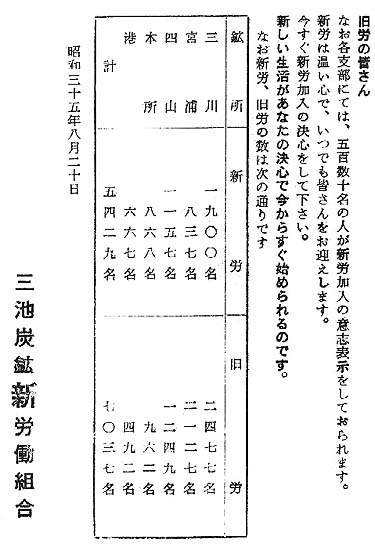 旧労の皆さん
なお各支部にては、五百数十名の人が新労加入の意志表示をしておられます。
新労は温い心で、いつでも皆さんをお迎えします。
今すぐ新労加入の決心をして下さい。
新しい生活があなたの決心で今からすぐ始められるのです。
なお新労、旧労の数は次の通りです
鉱所 新労 旧労
三川 一九〇〇名 二四七七名
宮浦 八三七名 二一二七名
四山 一一五七名 一二四九名
本所 八六八名 九六二名
港 六六七名 四九二名
計 五四二九名 七〇三七名
昭和三十五年八月二十日
三池炭鉱新労働組合